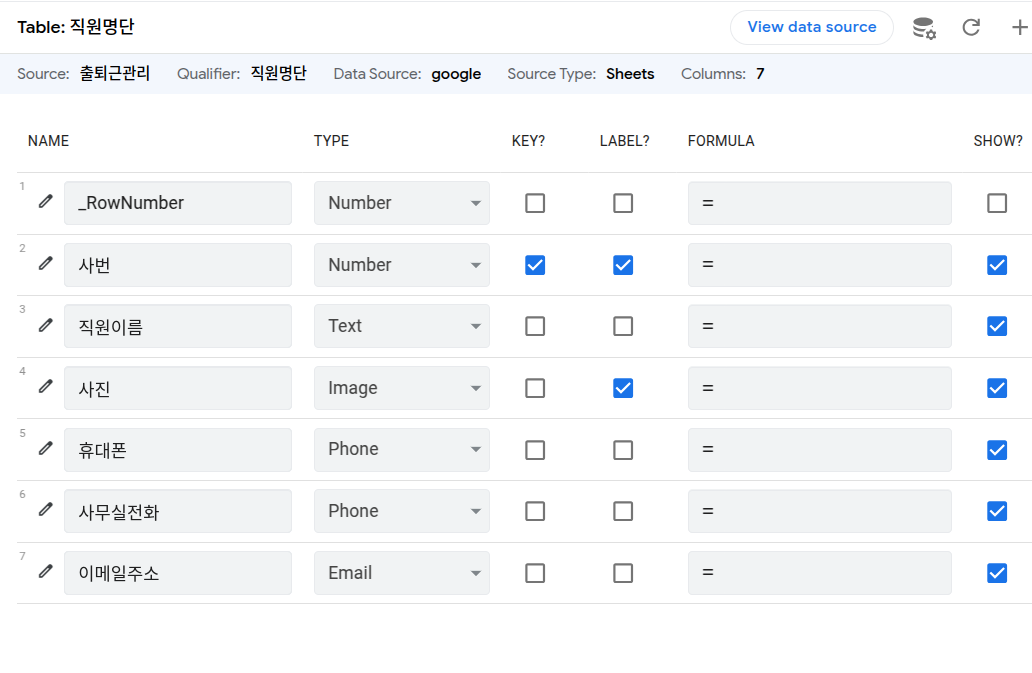 Table: 직원명단 View data source
Source: 출퇴근관리 Qualifier: 직원명단 Data Source: google Source Type: Sheets Columns: 7
NAME TYPE KEY? LABEL? FORMULA SHOW?
1 _RowNumber Number =
2 사번 Number =
3 직원이름 Text =
4 사진 Image =
5 휴대폰 Phone =
6 사무실전화 Phone =
7 이메일주소 Email =